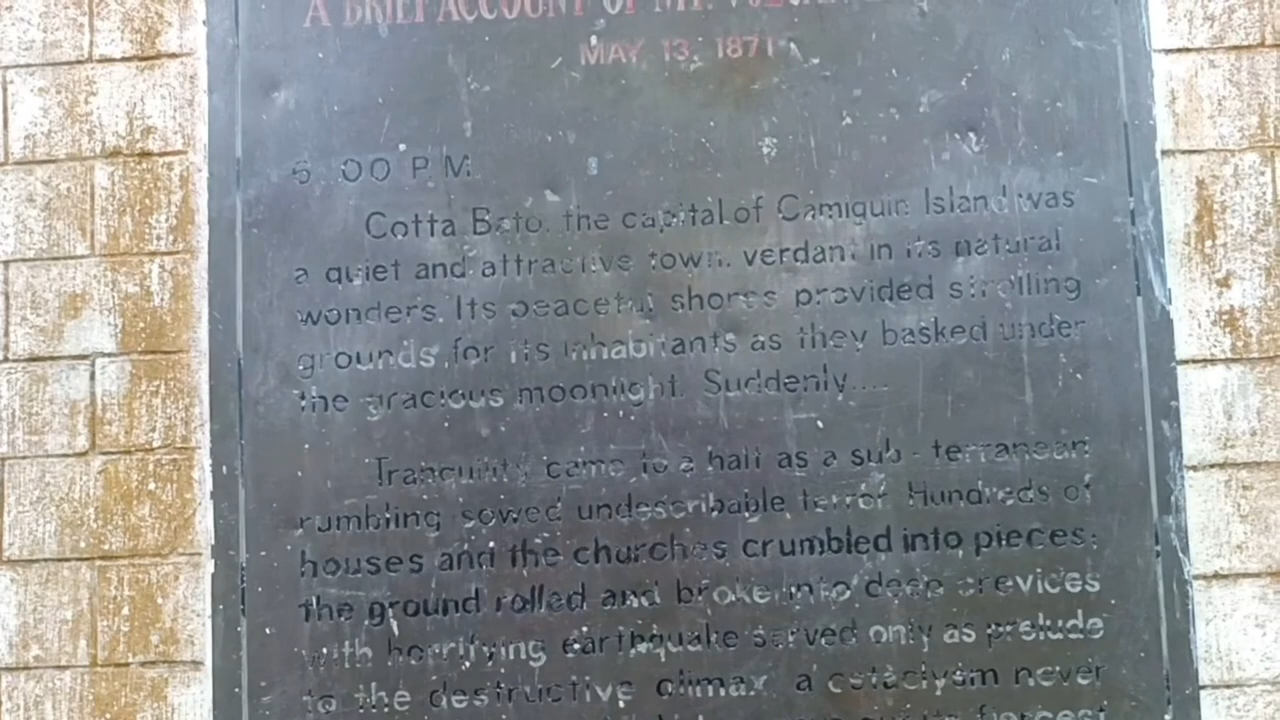 A BRIEF ACCOUNT OF MT.
MAY 13, 1871
6 00 P M
Cotta Bato, the capital of Camiguin Island was
a quiet and attractive town, verdant in its natural
wonders. Its peaceful shores provided strolling
grounds for its inhabitants as they basked under
the gracious moonlight. Suddenly....
Tranquility came to a halt as a sub - terranean
rumbling sowed undescribable terror. Hundreds of
houses and the churches crumbled into pieces;
the ground rolled and broke into deep crevices
with horrifying earthquake served only as prelude
to the destructive climax, a cataclysm never
its fiercest